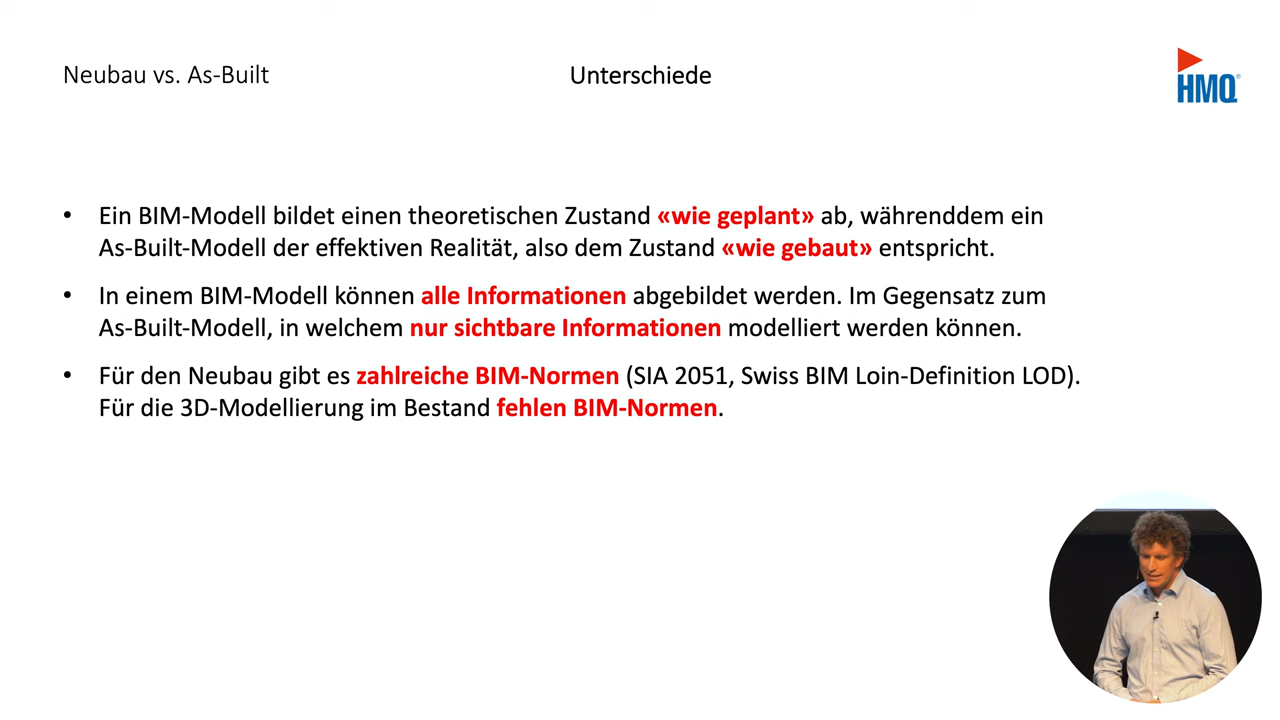 Neubau vs. As-Built
Unterschiede
HMQ®
• Ein BIM-Modell bildet einen theoretischen Zustand «wie geplant» ab, währenddem ein
As-Built-Modell der effektiven Realität, also dem Zustand «wie gebaut» entspricht.
• In einem BIM-Modell können alle Informationen abgebildet werden. Im Gegensatz zum
As-Built-Modell, in welchem nur sichtbare Informationen modelliert werden können.
• Für den Neubau gibt es zahlreiche BIM-Normen (SIA 2051, Swiss BIM Loin-Definition LOD).
Für die 3D-Modellierung im Bestand fehlen BIM-Normen.